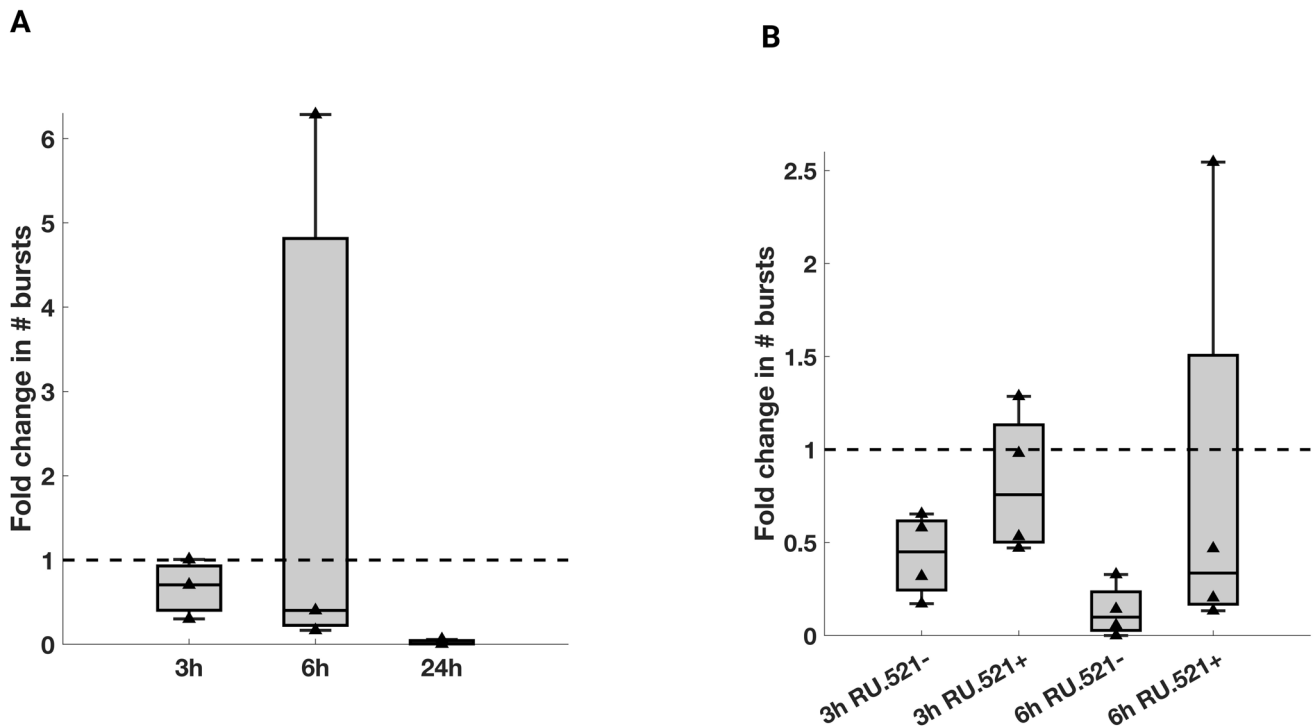 A
Fold change in # bursts
6
5
4
3
2
1
0
3h 6h 24h
B
Fold change in # bursts
2.5
2
1.5
1
0.5
0
3h RU.521-
3h RU.521+
6h RU.521-
6h RU.521+